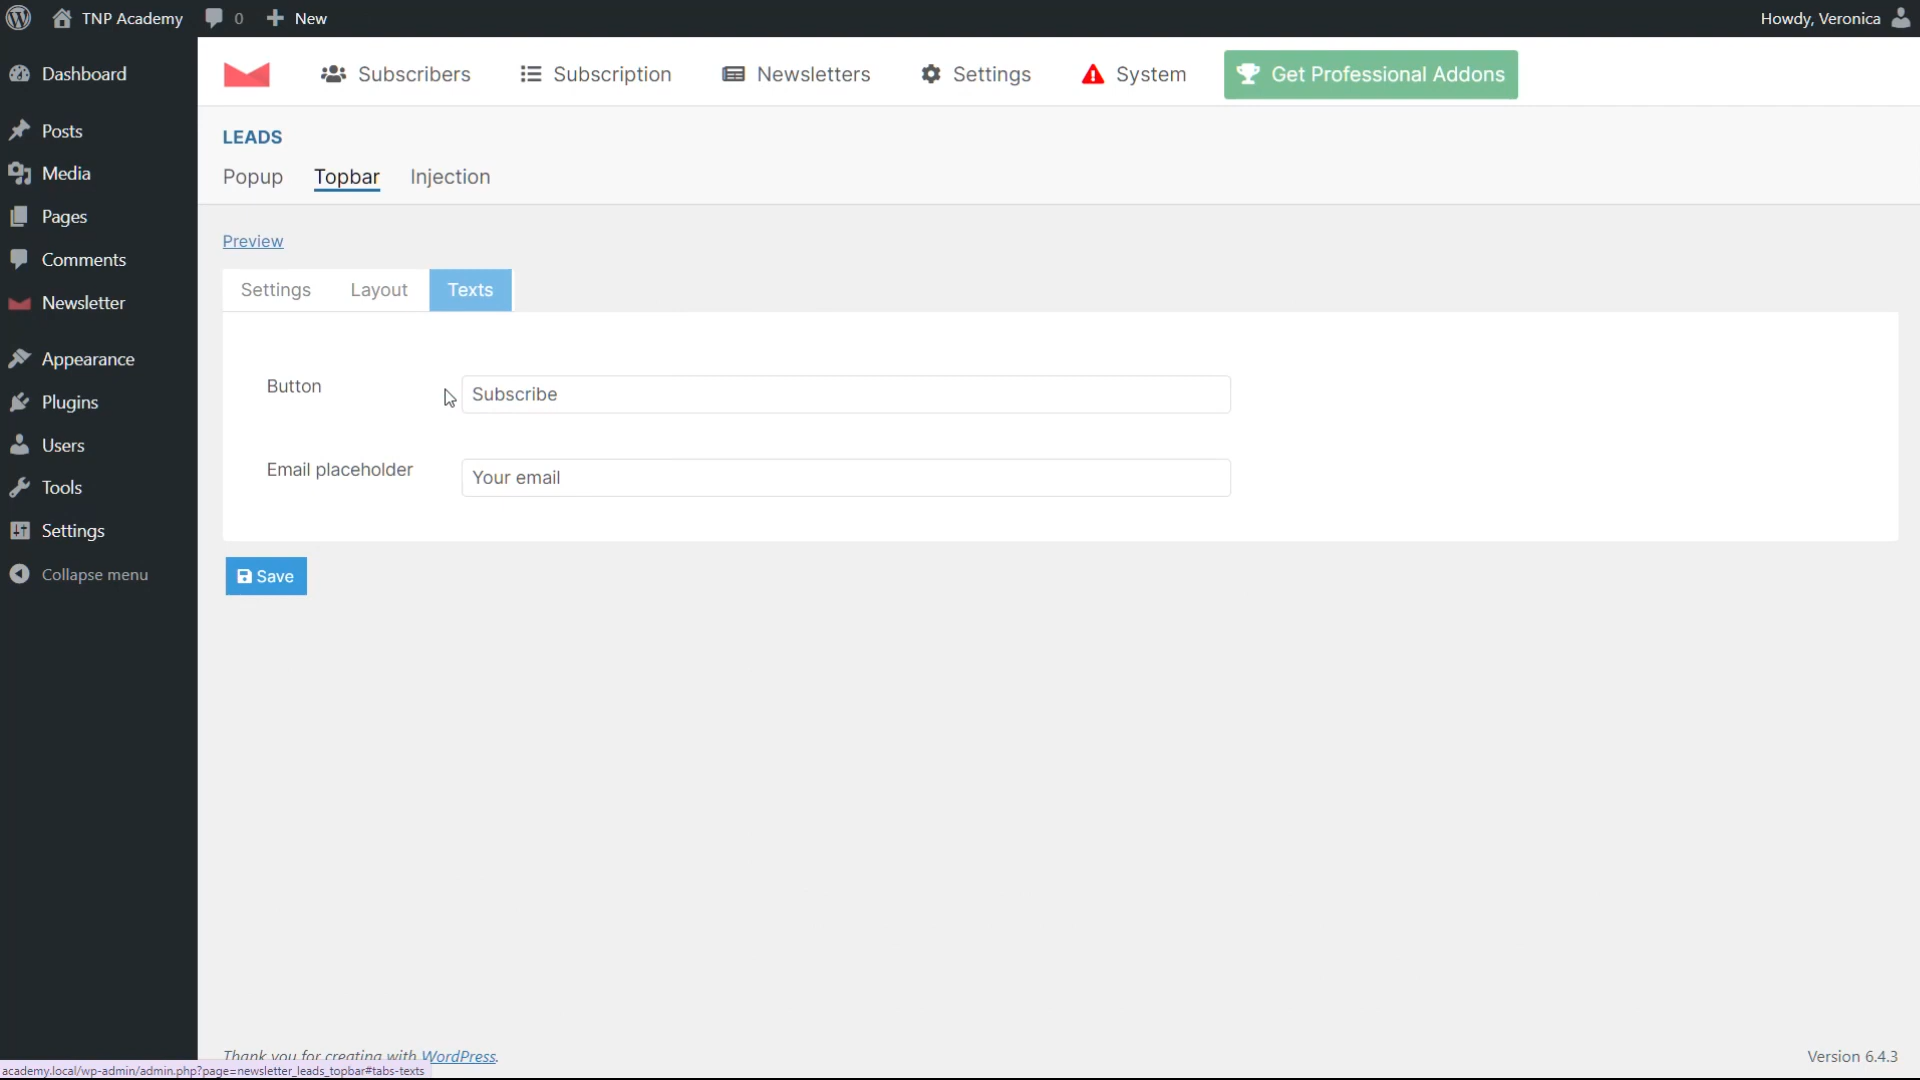 TNP Academy 0 New Howdy, Veronica
Dashboard
Posts
Media
Pages
Comments
Newsletter
Appearance
Plugins
Users
Tools
Settings
Collapse menu
Subscribers Subscription Newsletters Settings System Get Professional Addons
LEADS
Popup Topbar Injection
Preview
Settings Layout Texts
Button Subscribe
Email placeholder Your email
Save
Thank you for creating with WordPress. Version 6.4.3
academy.local/wp-admin/admin.php?page=newsletter_leads_topbar#tabs-texts